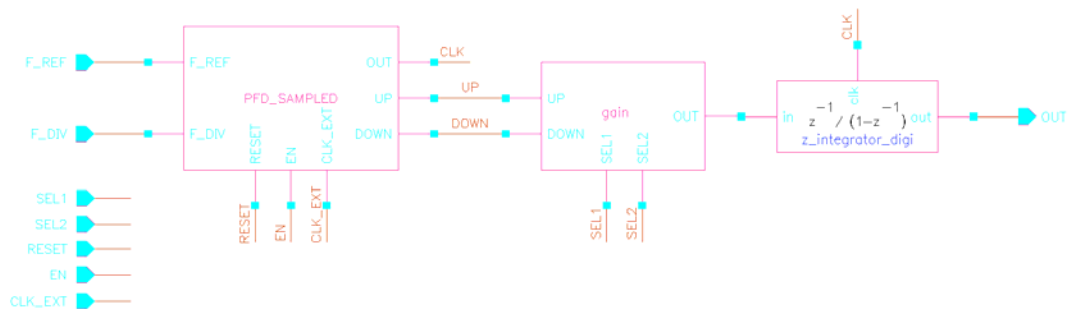 CLK
F_REF
F_REF
OUT
CLK
PFD_SAMPLED
UP
UP
UP
gain
OUT
clk
in
z^-1 / (1-z^-1)
out
OUT
z_integrator_digi
F_DIV
F_DIV
DOWN
DOWN
DOWN
RESET
EN
CLK_EXT
SEL1
SEL2
SEL1
RESET
EN
CLK_EXT
SEL1
SEL2
SEL2
RESET
EN
CLK_EXT